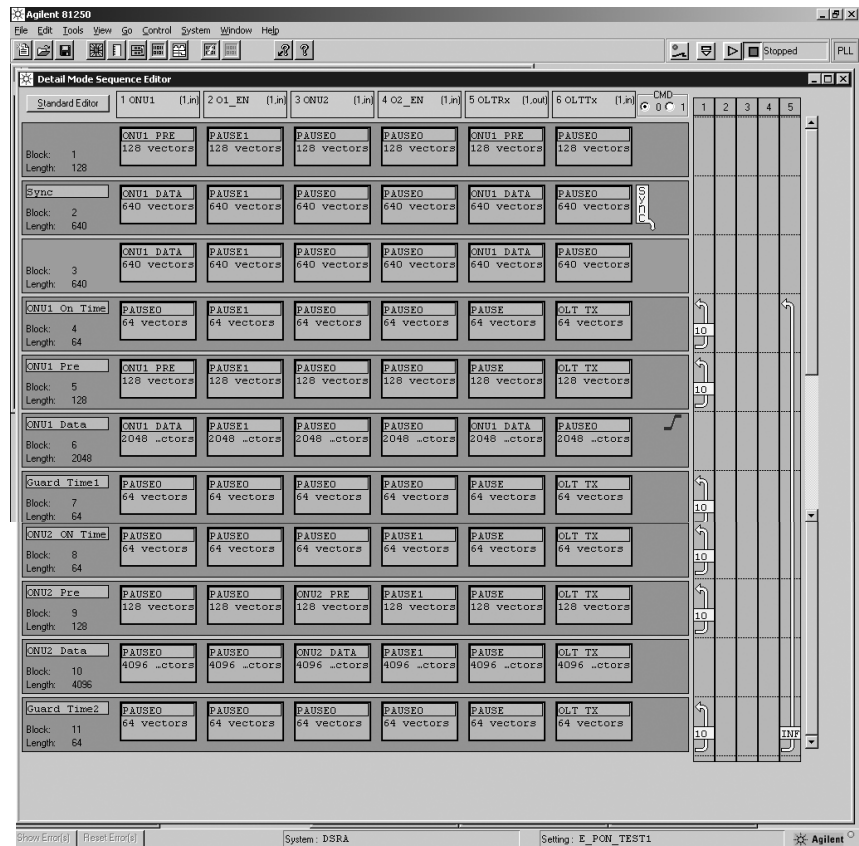 Agilent 81250
File Edit Tools View Go Control System Window Help
Stopped PLL
Detail Mode Sequence Editor
Standard Editor 1 ONU1 (1,in) 2 O1_EN (1,in) 3 ONU2 (1,in) 4 O2_EN (1,in) 5 OLTRx (1,out) 6 OLTTx (1,in) CMD 0 1 1 2 3 4 5
ONU1 PRE PAUSE1 PAUSE0 PAUSE0 ONU1 PRE PAUSE0
128 vectors 128 vectors 128 vectors 128 vectors 128 vectors 128 vectors
Block: 1
Length: 128
Sync ONU1 DATA PAUSE1 PAUSE0 PAUSE0 ONU1 DATA PAUSE0 Sync
640 vectors 640 vectors 640 vectors 640 vectors 640 vectors 640 vectors
Block: 2
Length: 640
ONU1 DATA PAUSE1 PAUSE0 PAUSE0 ONU1 DATA PAUSE0
640 vectors 640 vectors 640 vectors 640 vectors 640 vectors 640 vectors
Block: 3
Length: 640
ONU1 On Time PAUSE0 PAUSE1 PAUSE0 PAUSE0 PAUSE OLT TX
64 vectors 64 vectors 64 vectors 64 vectors 64 vectors 64 vectors
Block: 4 10
Length: 64
ONU1 Pre ONU1 PRE PAUSE1 PAUSE0 PAUSE0 PAUSE OLT TX
128 vectors 128 vectors 128 vectors 128 vectors 128 vectors 128 vectors
Block: 5 10
Length: 128
ONU1 Data ONU1 DATA PAUSE1 PAUSE0 PAUSE0 ONU1 DATA PAUSE0
2048 …ctors 2048 …ctors 2048 …ctors 2048 …ctors 2048 …ctors 2048 …ctors
Block: 6
Length: 2048
Guard Time1 PAUSE0 PAUSE0 PAUSE0 PAUSE0 PAUSE OLT TX
64 vectors 64 vectors 64 vectors 64 vectors 64 vectors 64 vectors
Block: 7 10
Length: 64
ONU2 ON Time PAUSE0 PAUSE0 PAUSE0 PAUSE1 PAUSE OLT TX
64 vectors 64 vectors 64 vectors 64 vectors 64 vectors 64 vectors
Block: 8 10
Length: 64
ONU2 Pre PAUSE0 PAUSE0 ONU2 PRE PAUSE1 PAUSE OLT TX
128 vectors 128 vectors 128 vectors 128 vectors 128 vectors 128 vectors
Block: 9 10
Length: 128
ONU2 Data PAUSE0 PAUSE0 ONU2 DATA PAUSE1 PAUSE OLT TX
4096 …ctors 4096 …ctors 4096 …ctors 4096 …ctors 4096 …ctors 4096 …ctors
Block: 10
Length: 4096
Guard Time2 PAUSE0 PAUSE0 PAUSE0 PAUSE0 PAUSE OLT TX
64 vectors 64 vectors 64 vectors 64 vectors 64 vectors 64 vectors
Block: 11 10 INF
Length: 64
Show Error(s) Reset Error(s) System: DSRA Setting: E_PON_TEST1 Agilent